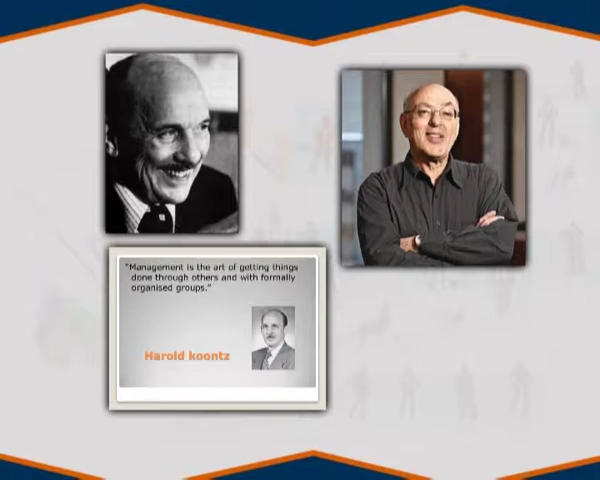 "Management is the art of getting things
done through others and with formally
organised groups."
Harold koontz